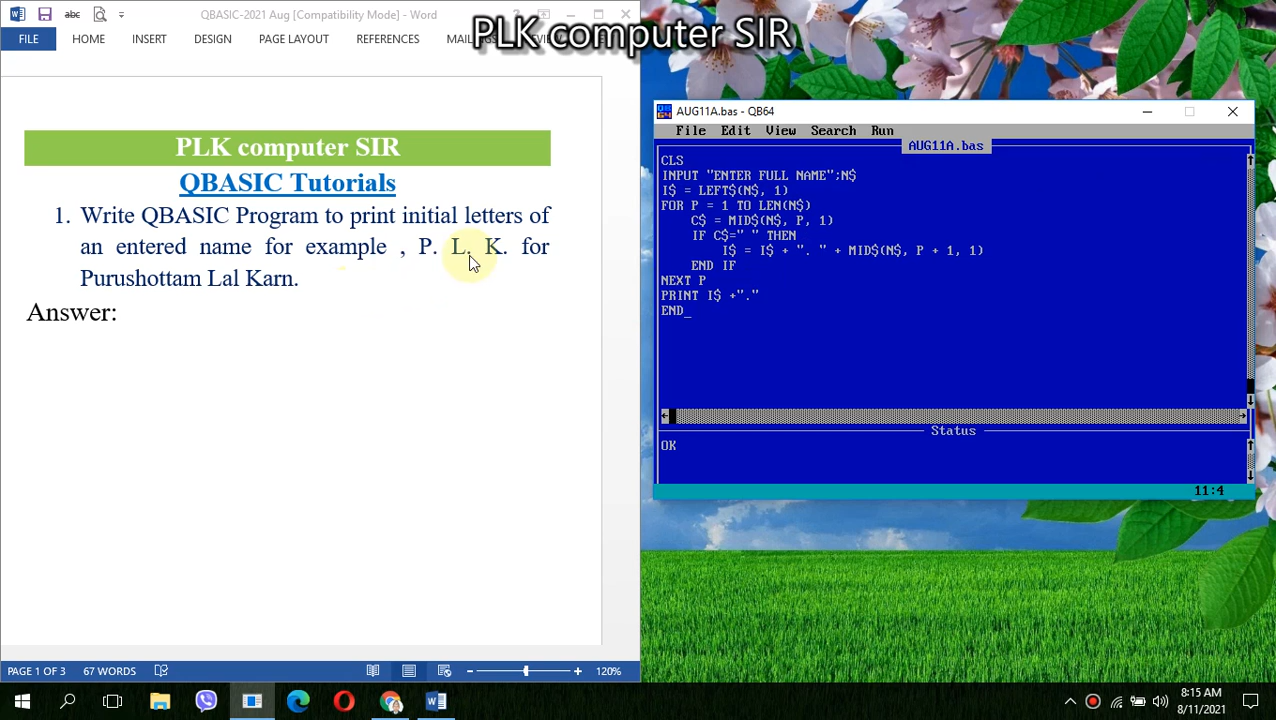 QBASIC-2021 Aug [Compatibility Mode] - Word
abc
?
FILE HOME INSERT DESIGN PAGE LAYOUT REFERENCES
PLK computer SIR
PLK computer SIR
QBASIC Tutorials
1. Write QBASIC Program to print initial letters of
an entered name for example , P. L. K. for
Purushottam Lal Karn.
Answer:
PAGE 1 OF 3 67 WORDS
120%
AUG11A.bas - QB64
File Edit View Search Run
AUG11A.bas
CLS
INPUT "ENTER FULL NAME";N$
I$ = LEFT$(N$, 1)
FOR P = 1 TO LEN(N$)
C$ = MID$(N$, P, 1)
IF C$=" " THEN
I$ = I$ + ". " + MID$(N$, P + 1, 1)
END IF
NEXT P
PRINT I$ +"."
END_
Status
OK
11:4
8:15 AM
8/11/2021